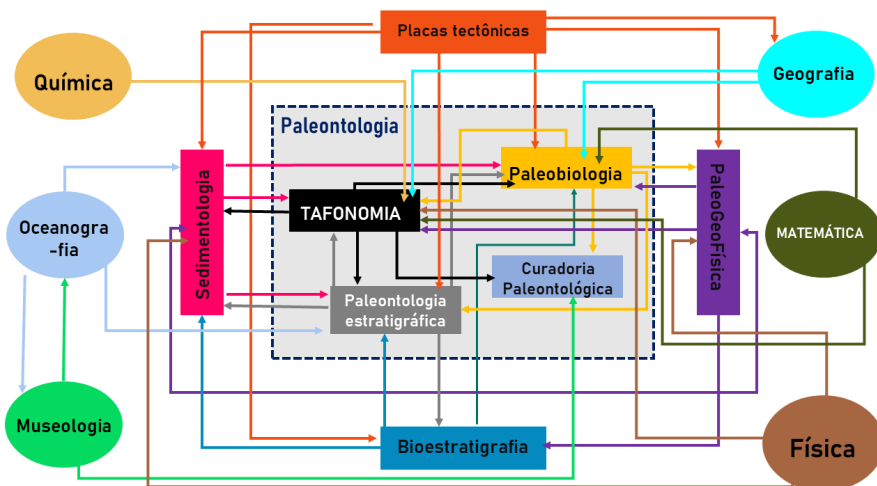 Placas tectônicas
Química
Geografia
Paleontologia
Paleobiologia
Sedimentologia
TAFONOMIA
PaleoGeoFísica
Oceanogra
-fia
MATEMÁTICA
Curadoria
Paleontológica
Paleontologia
estratigráfica
Museologia
Bioestratigrafia
Física